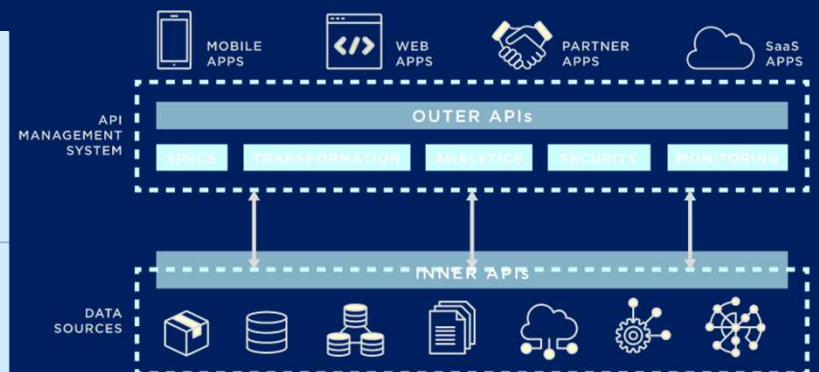 MOBILE
APPS
WEB
APPS
PARTNER
APPS
SaaS
APPS
API
MANAGEMENT
SYSTEM
OUTER APIs
SPECS
TRANSFORMATION
ANALYTICS
SECURITY
MONITORING
INNER APIs
DATA
SOURCES